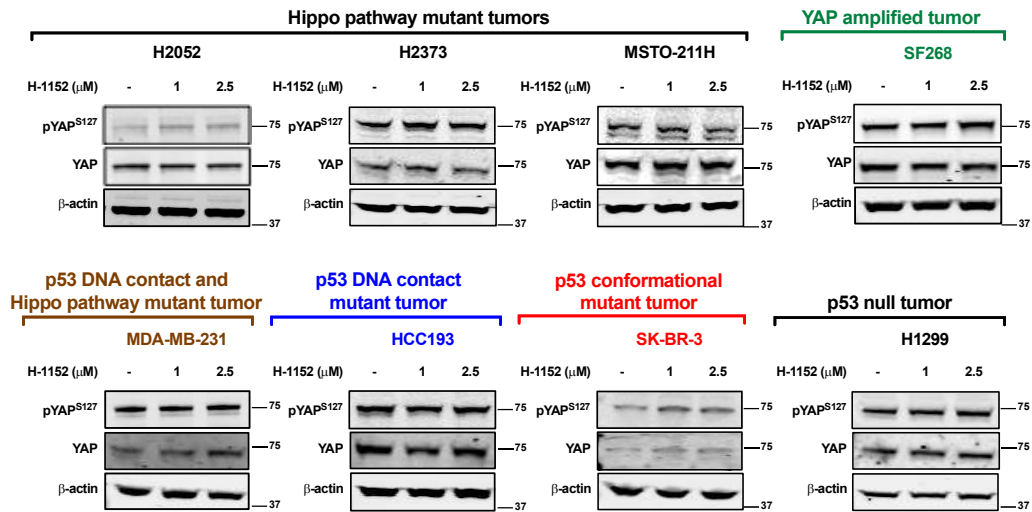 Hippo pathway mutant tumors
YAP amplified tumor
H2052
H2373
MSTO-211H
SF268
H-1152 (μM) - 1 2.5
H-1152 (μM) - 1 2.5
H-1152 (μM) - 1 2.5
H-1152 (μM) - 1 2.5
pYAPS127 75
pYAPS127 75
pYAPS127 75
pYAPS127 75
YAP 75
YAP 75
YAP 75
YAP 75
β-actin 37
β-actin 37
β-actin 37
β-actin 37
p53 DNA contact and
Hippo pathway mutant tumor
p53 DNA contact
mutant tumor
p53 conformational
mutant tumor
p53 null tumor
MDA-MB-231
HCC193
SK-BR-3
H1299
H-1152 (μM) - 1 2.5
H-1152 (μM) - 1 2.5
H-1152 (μM) - 1 2.5
H-1152 (μM) - 1 2.5
pYAPS127 75
pYAPS127 75
pYAPS127 75
pYAPS127 75
YAP 75
YAP 75
YAP 75
YAP 75
β-actin 37
β-actin 37
β-actin 37
β-actin 37